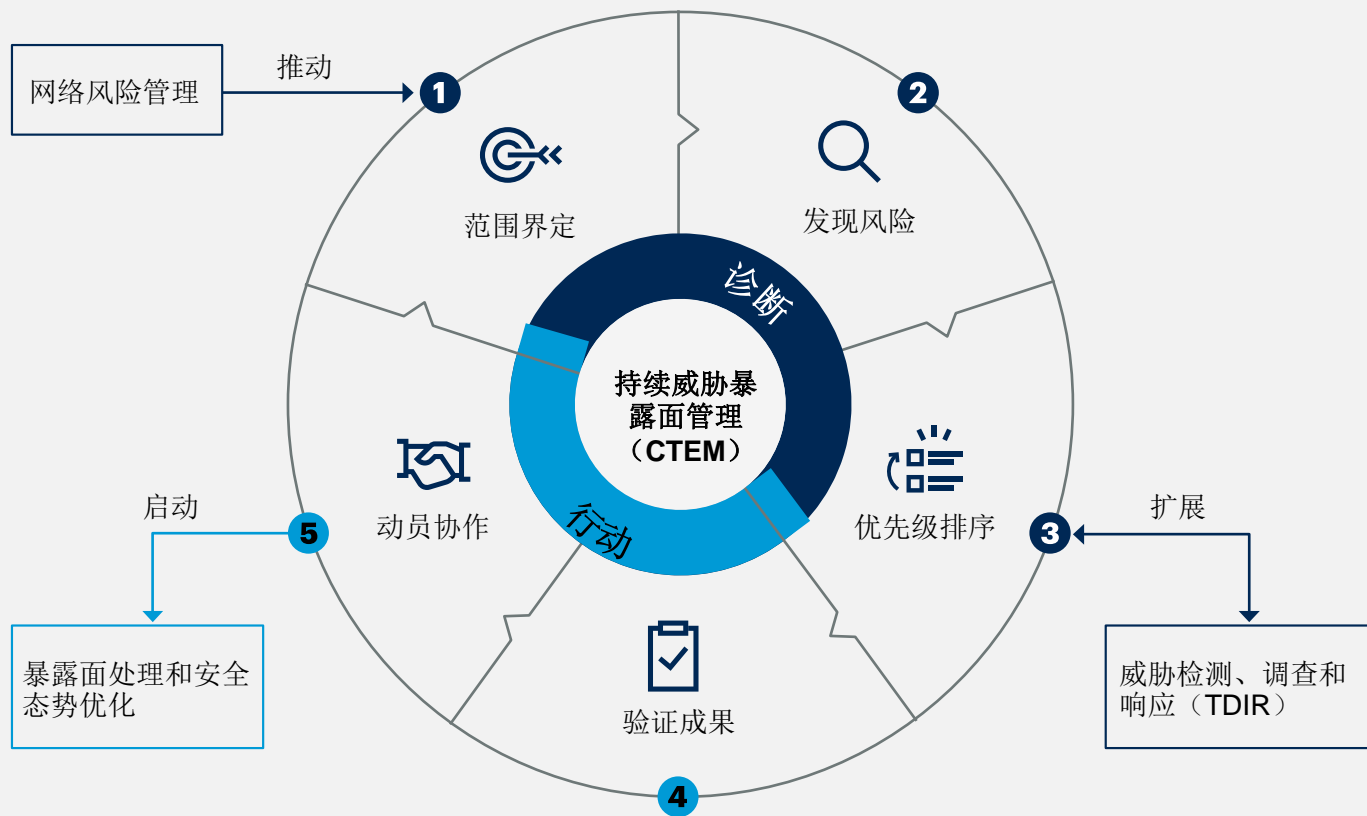 网络风险管理
推动
1
范围界定
2
发现风险
诊断
持续威胁暴
露面管理
（CTEM）
行动
3
优先级排序
扩展
威胁检测、调查和
响应（TDIR）
4
验证成果
5
动员协作
启动
暴露面处理和安全
态势优化